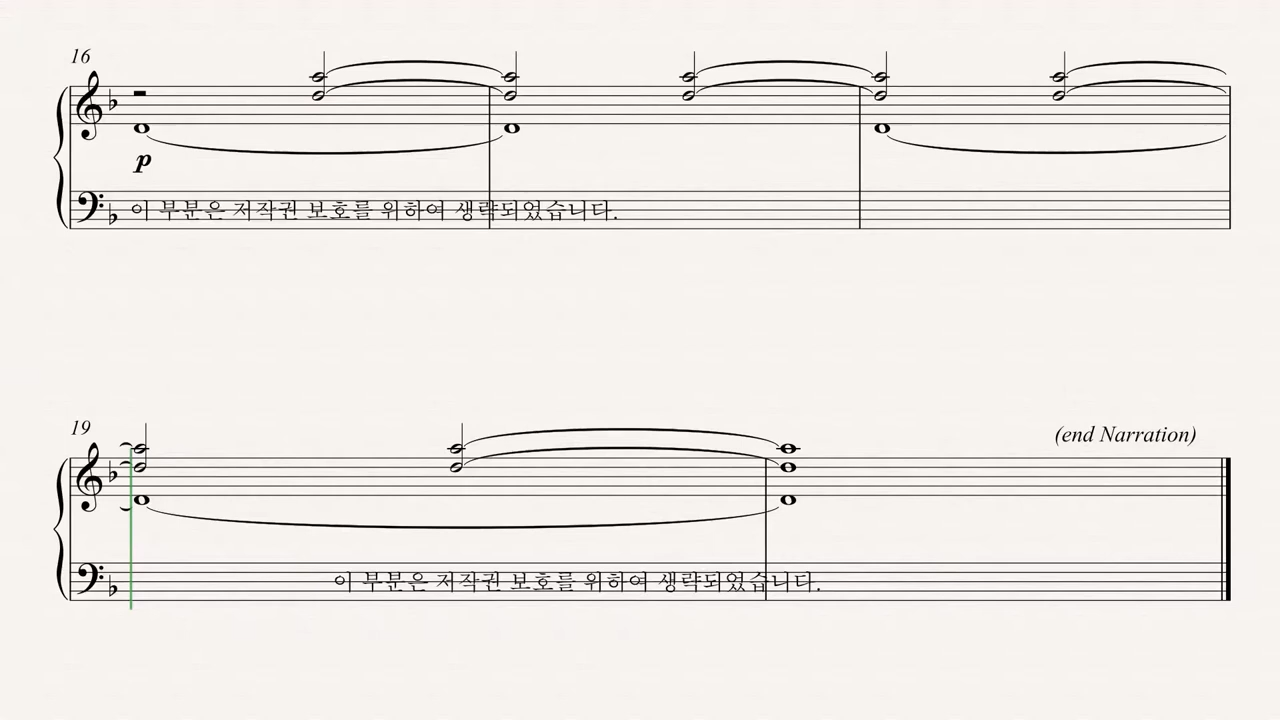 16
p
이 부분은 저작권 보호를 위하여 생략되었습니다.
19
(end Narration)
이 부분은 저작권 보호를 위하여 생략되었습니다.